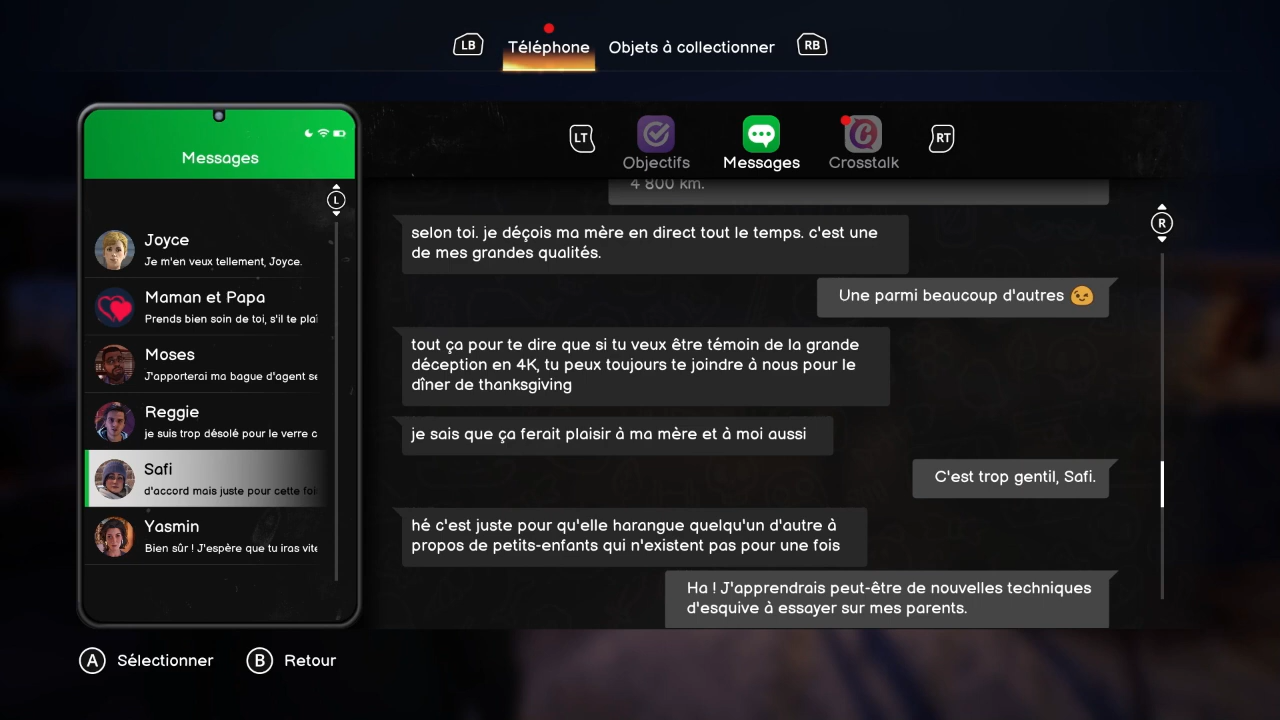 LB Téléphone Objets à collectionner RB
Messages
L
Joyce
Je m'en veux tellement, Joyce.
Maman et Papa
Prends bien soin de toi, s'il te plaî
Moses
J'apporterai ma bague d'agent se
Reggie
je suis trop désolé pour le verre c
Safi
d'accord mais juste pour cette foi
Yasmin
Bien sûr ! J'espère que tu iras vite
LT Objectifs Messages Crosstalk RT
4 800 km.
R
selon toi. je déçois ma mère en direct tout le temps. c'est une
de mes grandes qualités.
Une parmi beaucoup d'autres 😉
tout ça pour te dire que si tu veux être témoin de la grande
déception en 4K, tu peux toujours te joindre à nous pour le
dîner de thanksgiving
je sais que ça ferait plaisir à ma mère et à moi aussi
C'est trop gentil, Safi.
hé c'est juste pour qu'elle harangue quelqu'un d'autre à
propos de petits-enfants qui n'existent pas pour une fois
Ha ! J'apprendrais peut-être de nouvelles techniques
d'esquive à essayer sur mes parents.
A Sélectionner B Retour